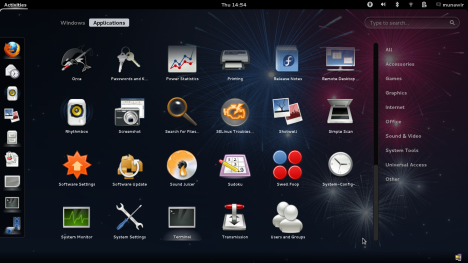 Activities
Thu 14:54
munawir
Windows
Applications
Type to search...
Orca
Passwords and K...
Power Statistics
Printing
Release Notes
Remote Desktop ...
Rhythmbox
Screenshot
Search for Files...
SELinux Troubles...
Shotwell
Simple Scan
Software Settings
Software Update
Sound Juicer
Sudoku
Swell Foop
System-Config-...
System Monitor
System Settings
Terminal
Transmission
Users and Groups
All
Accessories
Games
Graphics
Internet
Office
Sound & Video
System Tools
Universal Access
Other